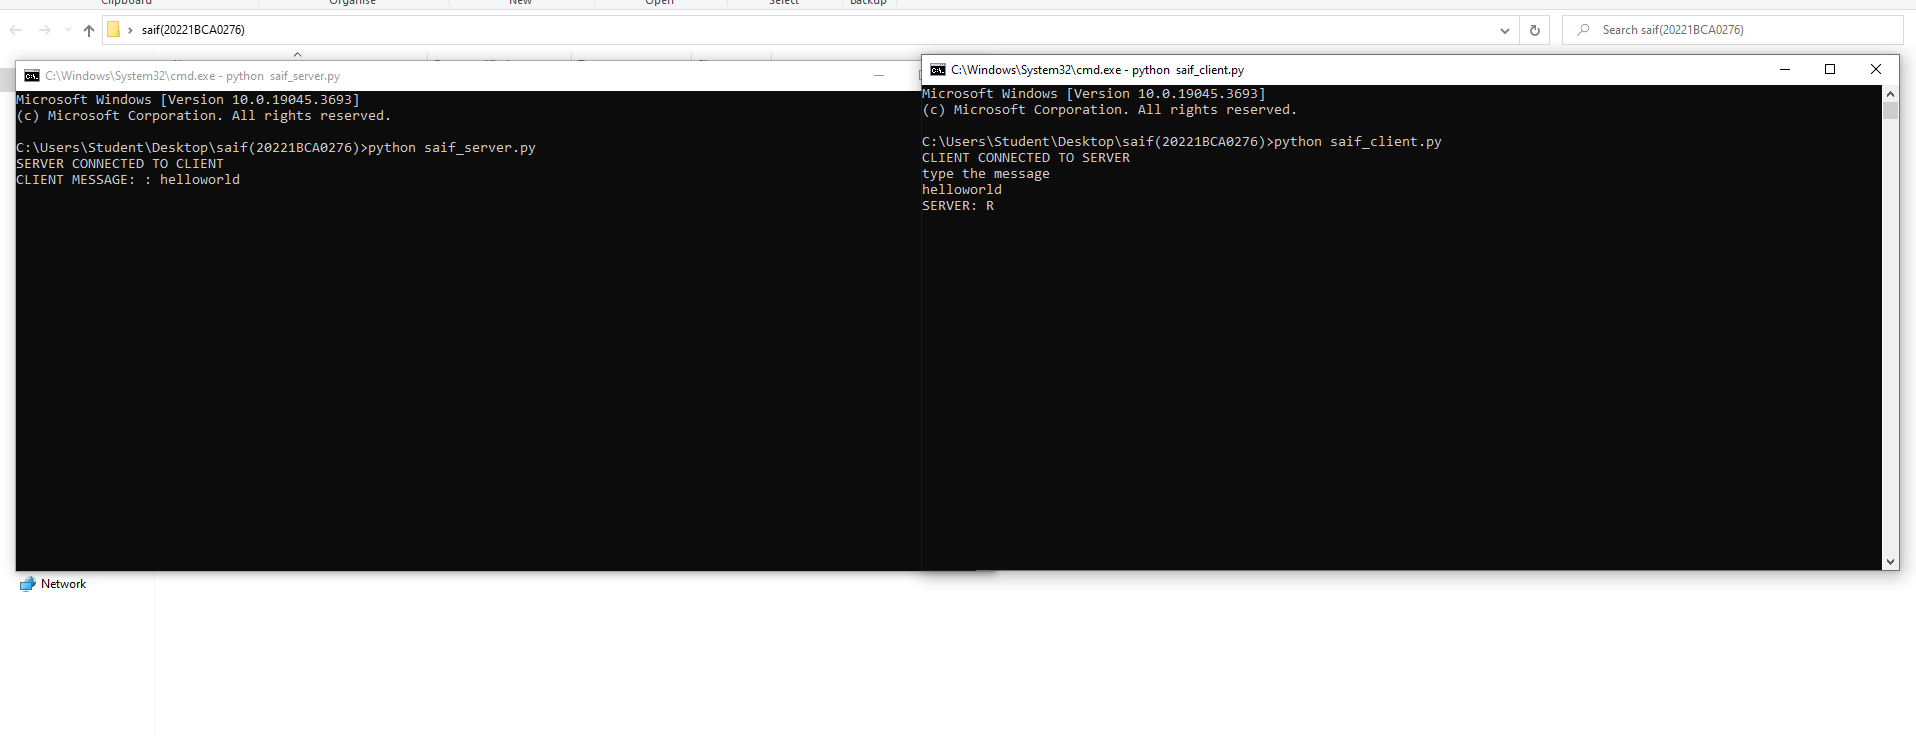 Clipboard
Organise
New
Open
Select
Backup
saif(20221BCA0276)
Search saif(20221BCA0276)
C:\Windows\System32\cmd.exe - python  saif_server.py
Microsoft Windows [Version 10.0.19045.3693]
(c) Microsoft Corporation. All rights reserved.
C:\Users\Student\Desktop\saif(20221BCA0276)>python saif_server.py
SERVER CONNECTED TO CLIENT
CLIENT MESSAGE: : helloworld
C:\Windows\System32\cmd.exe - python  saif_client.py
Microsoft Windows [Version 10.0.19045.3693]
(c) Microsoft Corporation. All rights reserved.
C:\Users\Student\Desktop\saif(20221BCA0276)>python saif_client.py
CLIENT CONNECTED TO SERVER
type the message
helloworld
SERVER: R
Network